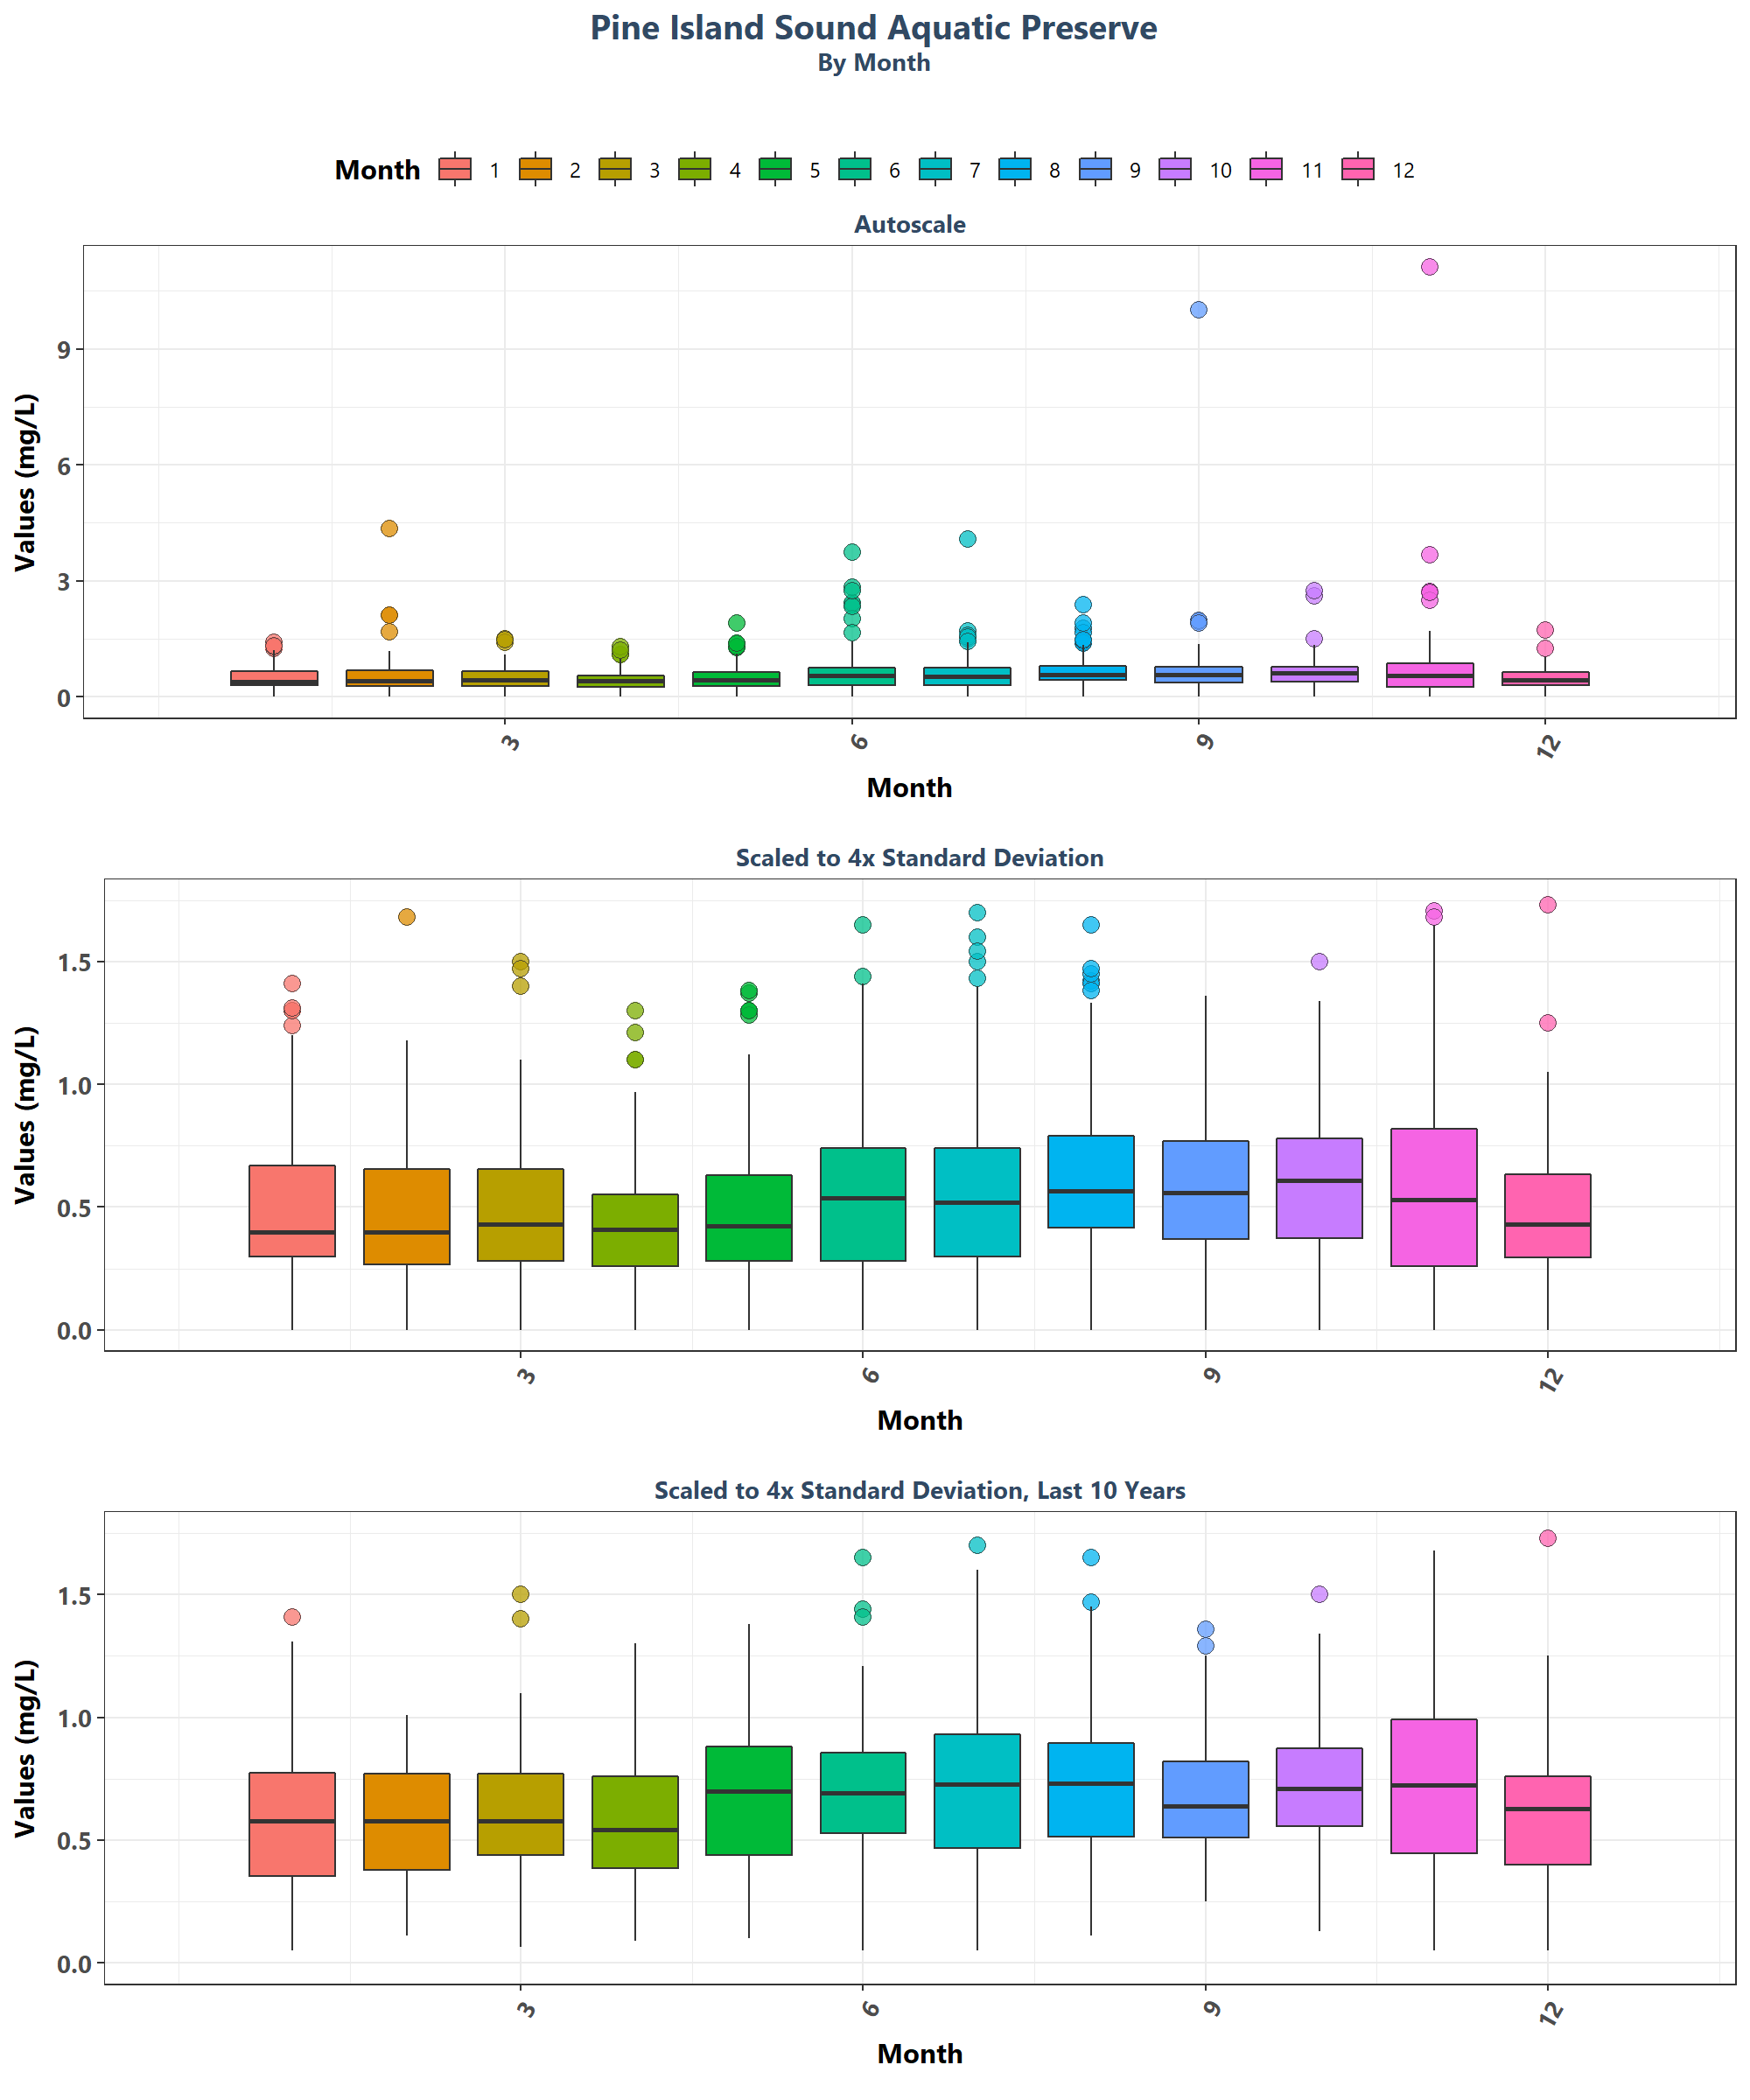 Pine Island Sound Aquatic Preserve
By Month
Month 1 2 3 4 5 6 7 8 9 10 11 12
Autoscale
Values (mg/L)
9
6
3
0
3 6 9 12
Month
Scaled to 4x Standard Deviation
Values (mg/L)
1.5
1.0
0.5
0.0
3 6 9 12
Month
Scaled to 4x Standard Deviation, Last 10 Years
Values (mg/L)
1.5
1.0
0.5
0.0
3 6 9 12
Month